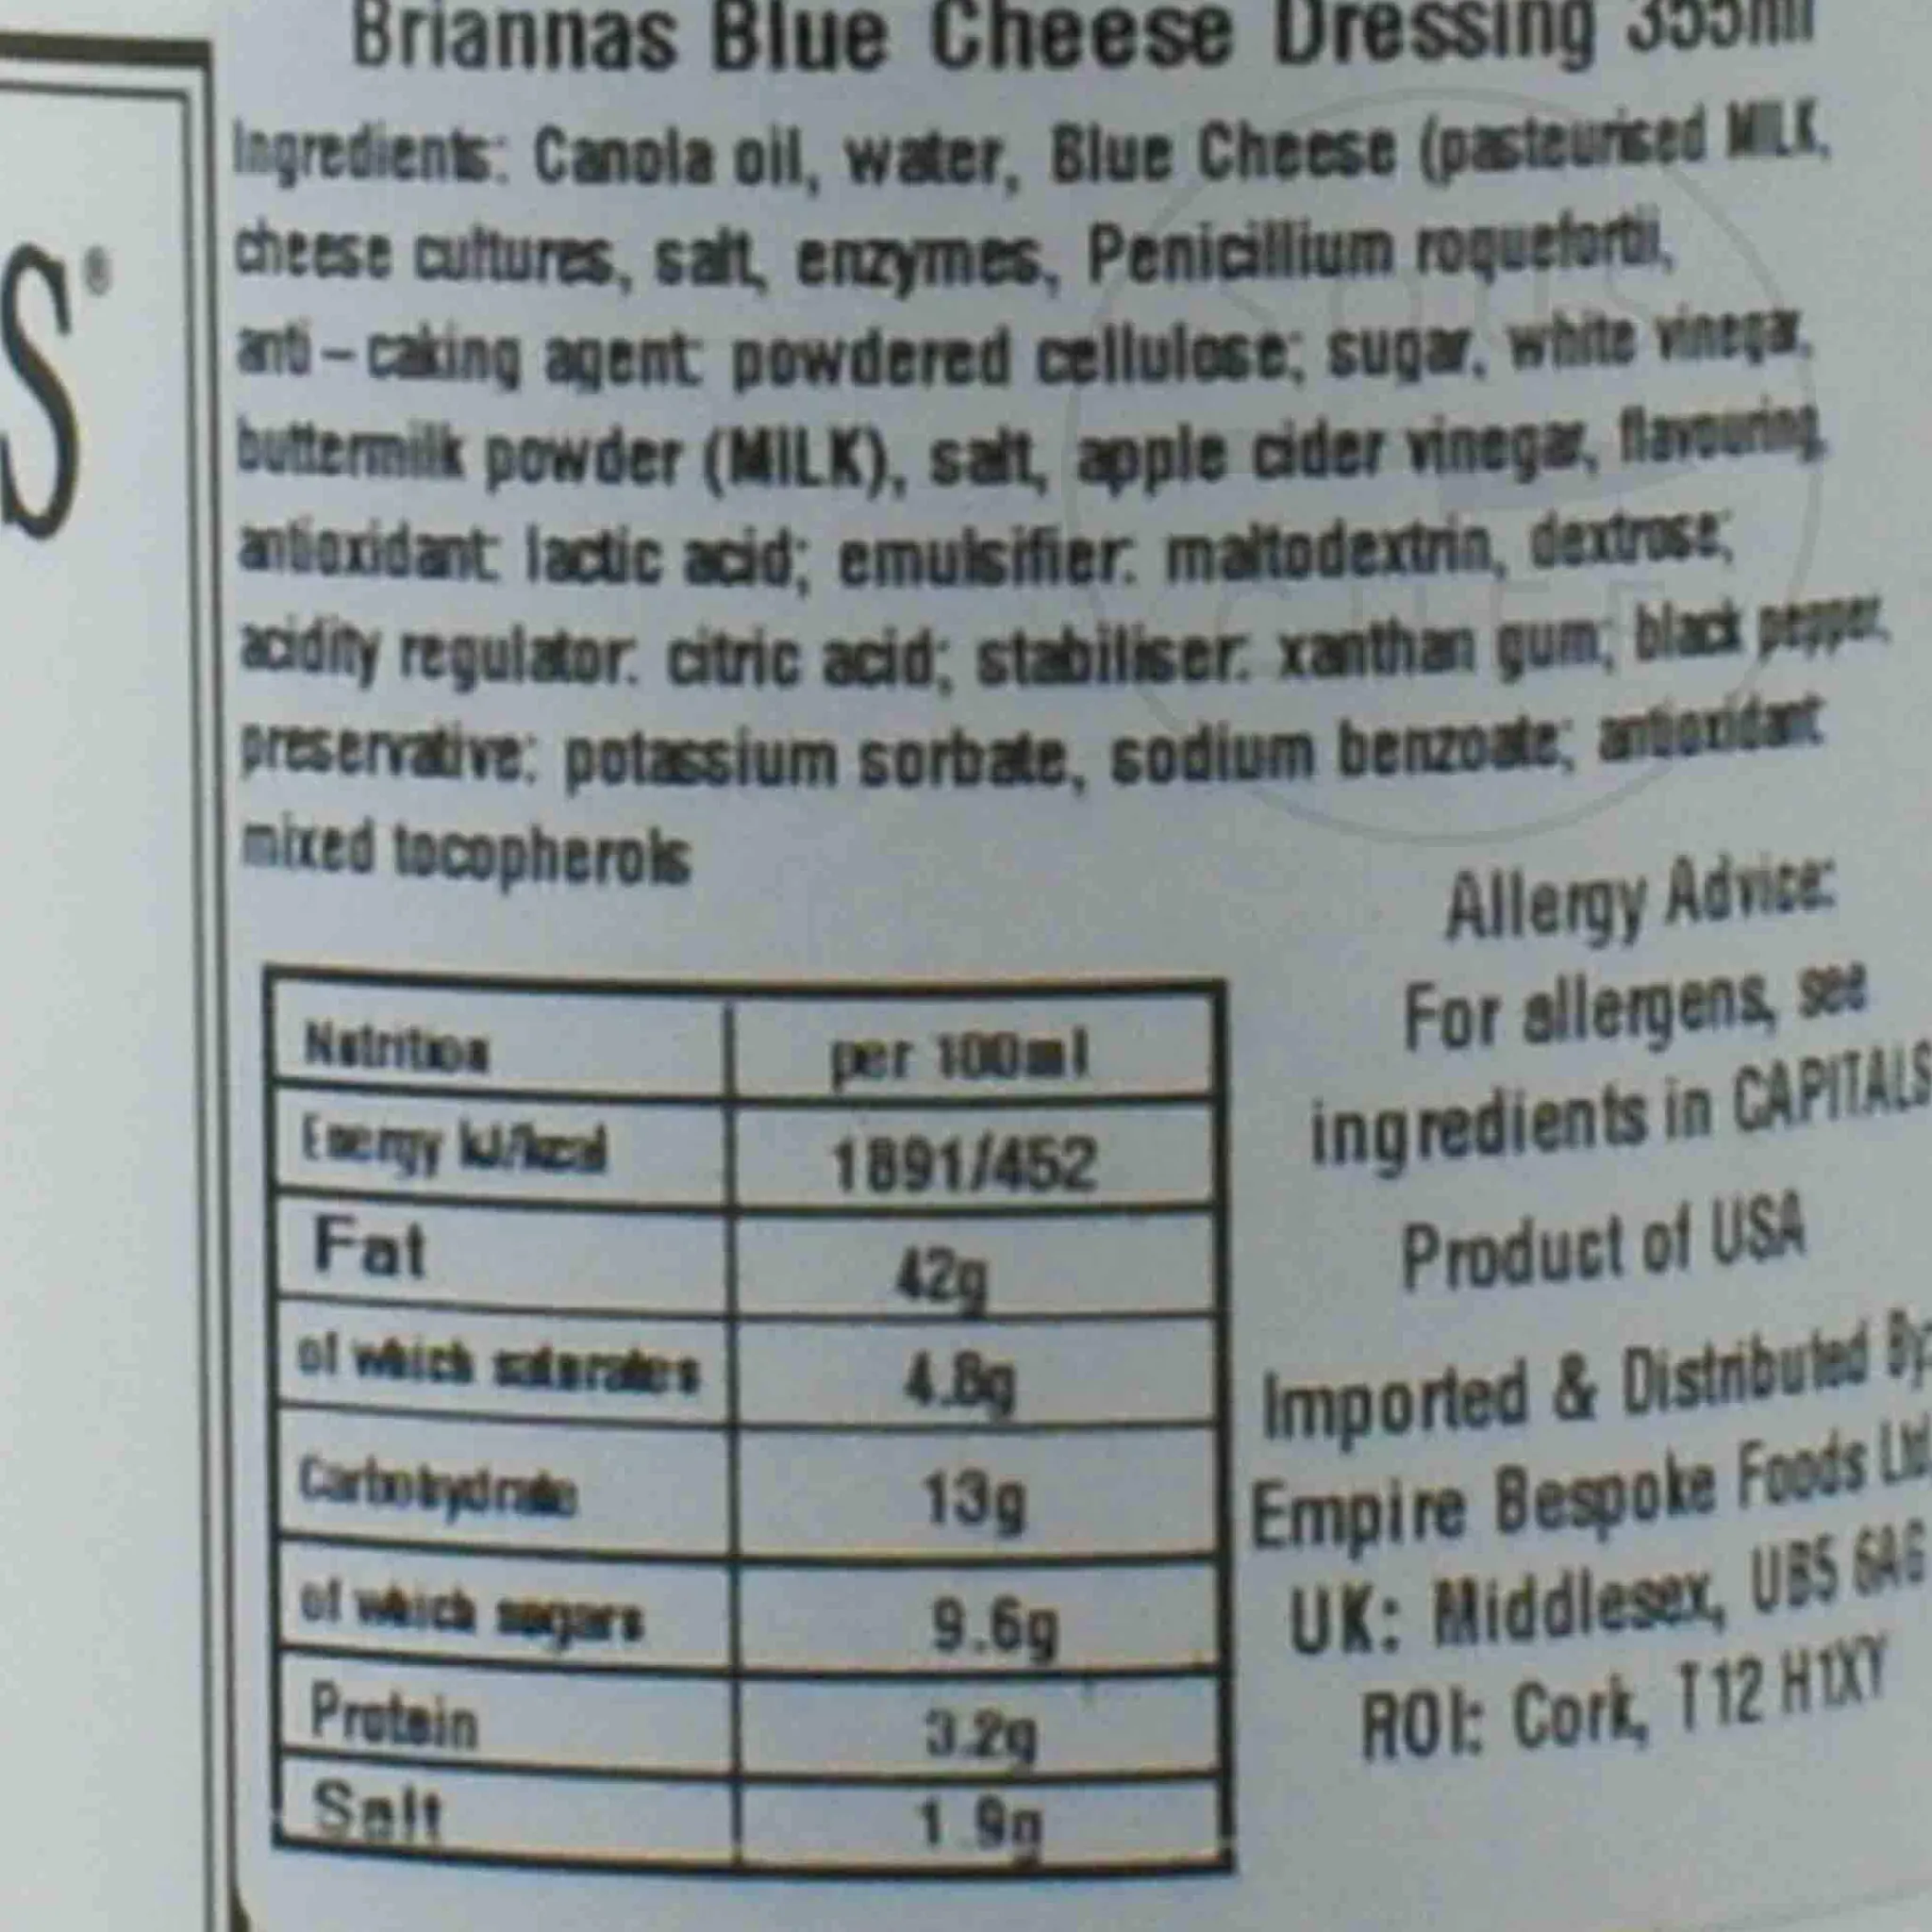 Briannas Blue Cheese Dressing 355ml
Ingredients: Canola oil, water, Blue Cheese (pasteurised MILK,
cheese cultures, salt, enzymes, Penicillium roquefortii,
anti – caking agent: powdered cellulose; sugar, white vinegar,
buttermilk powder (MILK), salt, apple cider vinegar, flavouring,
antioxidant: lactic acid; emulsifier: maltodextrin, dextrose;
acidity regulator: citric acid; stabiliser: xanthan gum; black pepper,
preservative: potassium sorbate, sodium benzoate; antioxidant:
mixed tocopherols
S®
Nutrition per 100ml
Energy kJ/kcal 1891/452
Fat 42g
of which saturates 4.8g
Carbohydrate 13g
of which sugars 9.6g
Protein 3.2g
Salt 1.9g
Allergy Advice:
For allergens, see
ingredients in CAPITALS
Product of USA
Imported & Distributed By:
Empire Bespoke Foods Ltd
UK: Middlesex, UB5 6AG
ROI: Cork, T12 H1XY